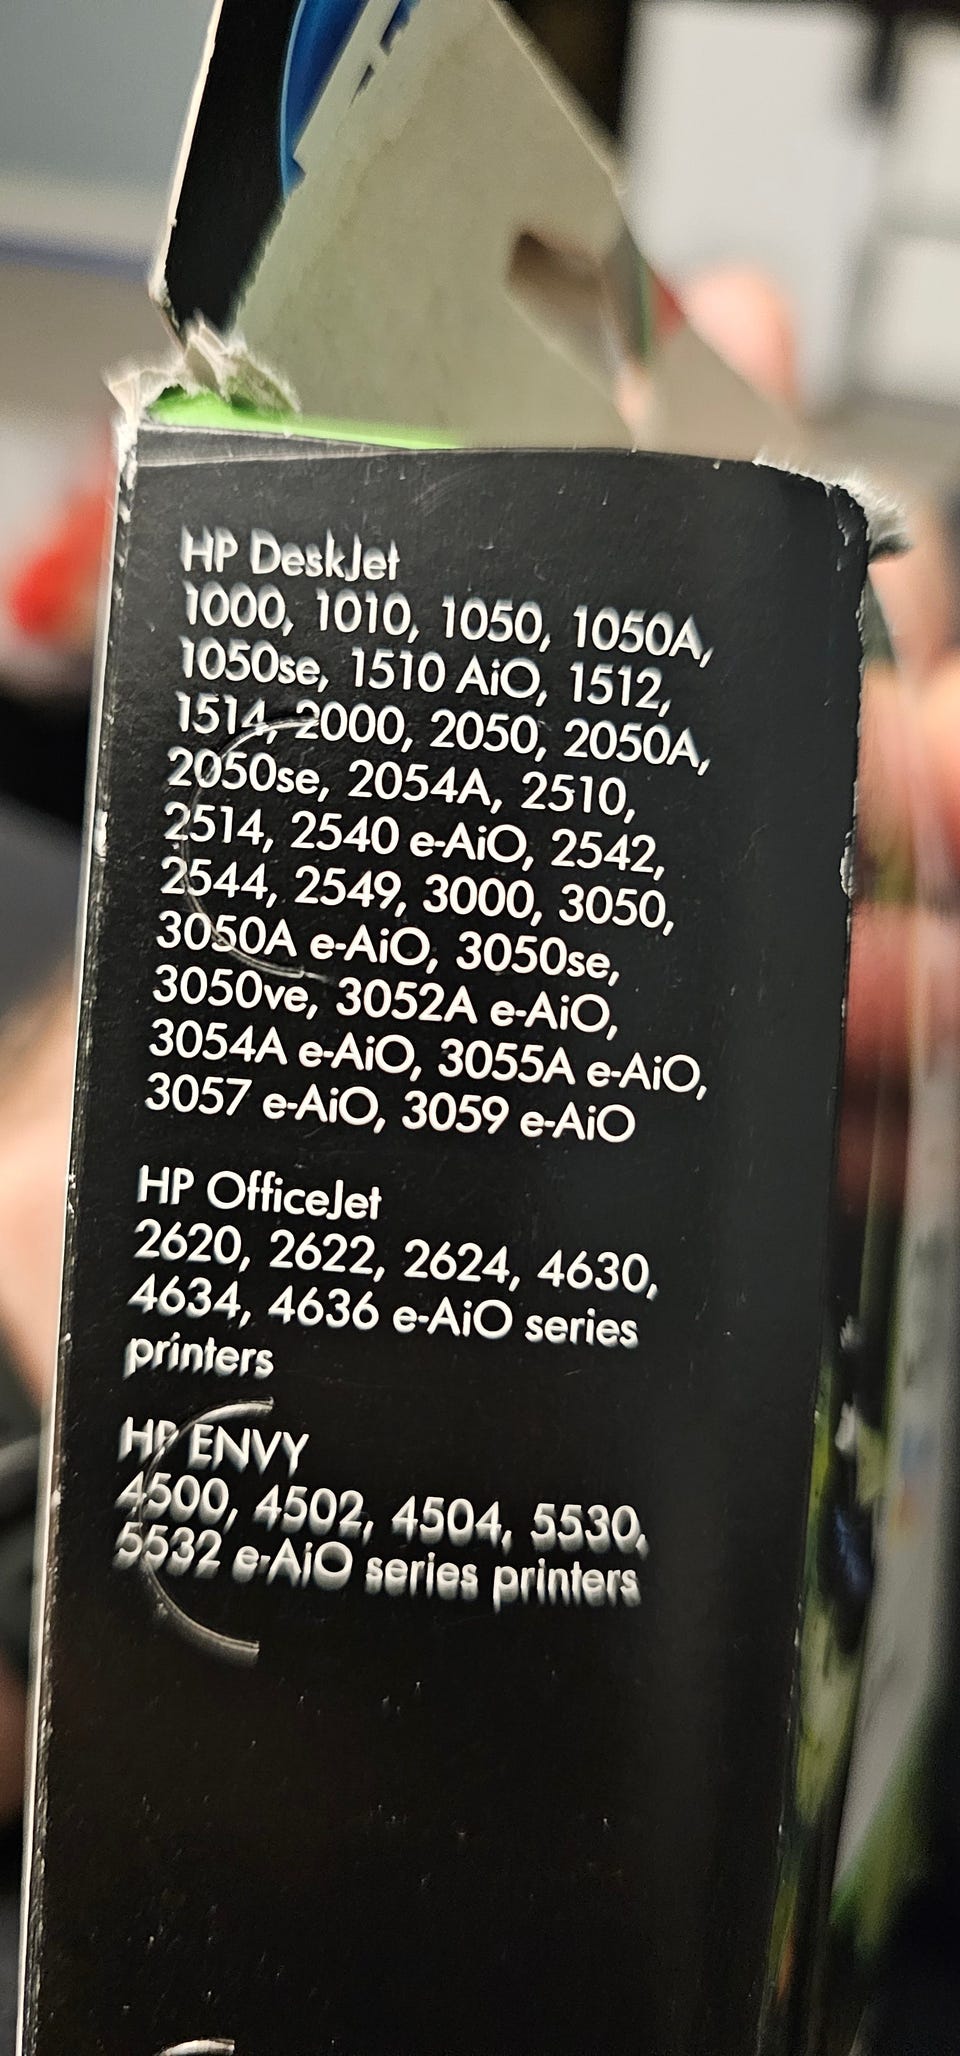 HP DeskJet
1000, 1010, 1050, 1050A,
1050se, 1510 AiO, 1512,
1514, 2000, 2050, 2050A,
2050se, 2054A, 2510,
2514, 2540 e-AiO, 2542,
2544, 2549, 3000, 3050,
3050A e-AiO, 3050se,
3050ve, 3052A e-AiO,
3054A e-AiO, 3055A e-AiO,
3057 e-AiO, 3059 e-AiO
HP OfficeJet
2620, 2622, 2624, 4630,
4634, 4636 e-AiO series
printers
HP ENVY
4500, 4502, 4504, 5530,
5532 e-AiO series printers